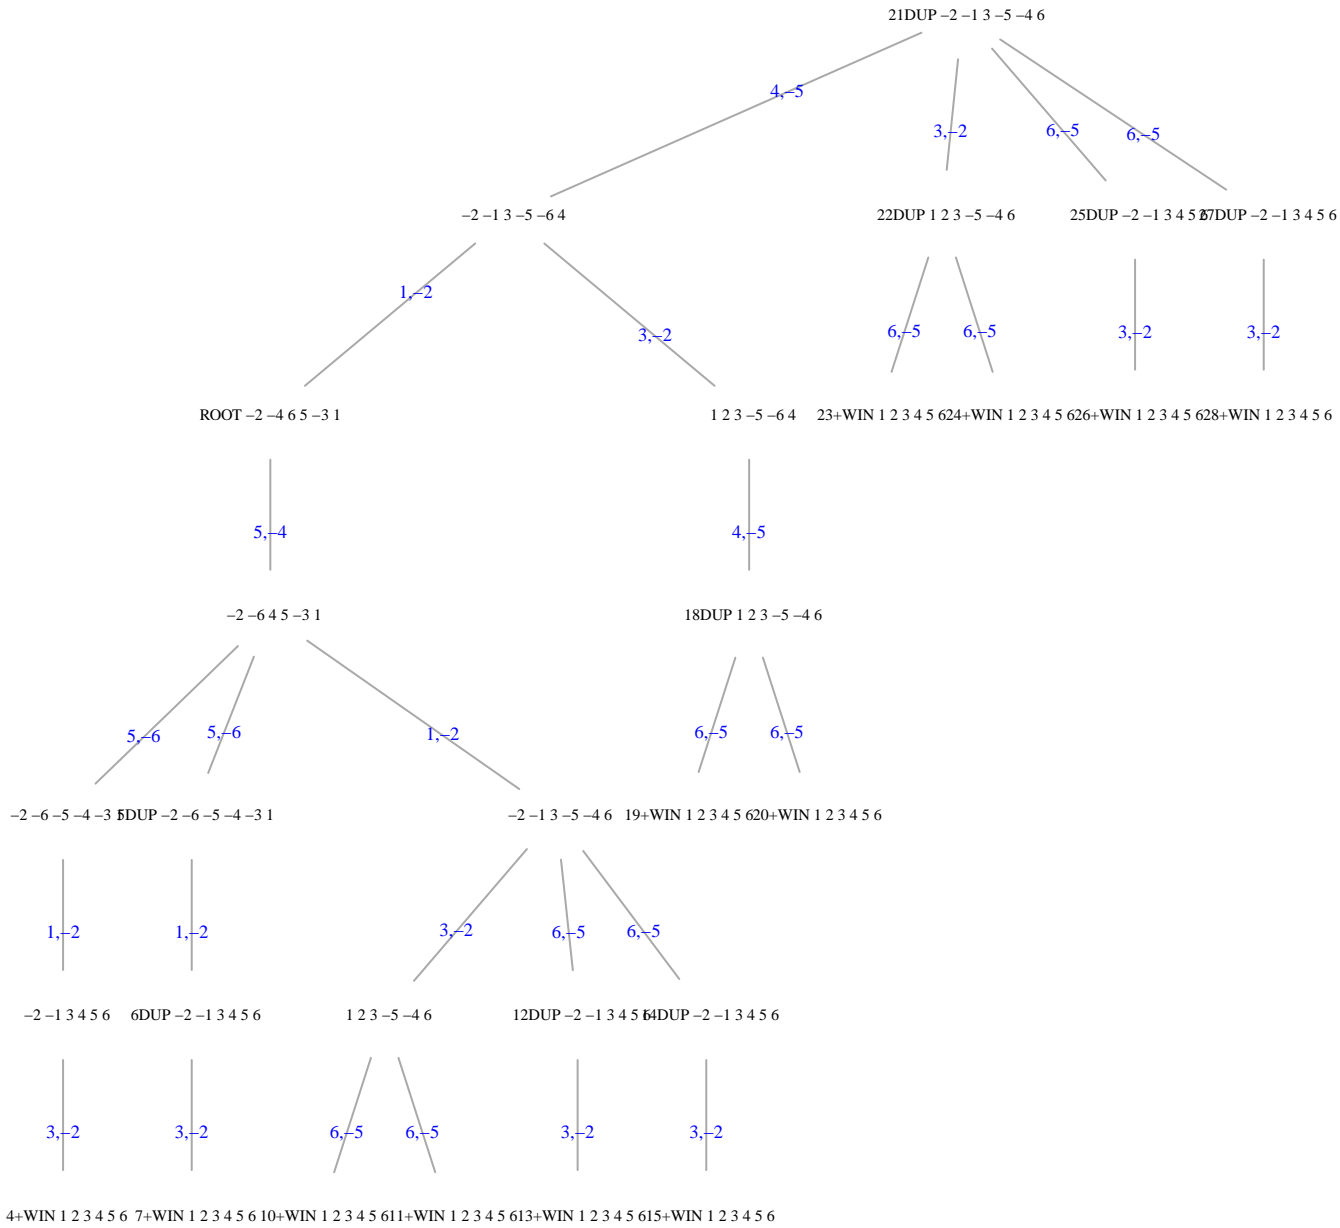 21DUP −2 −1 3 −5 −4 6
4,−5
3,−2 6,−5 6,−5
−2 −1 3 −5 −6 4 22DUP 1 2 3 −5 −4 6 25DUP −2 −1 3 4 5 6 27DUP −2 −1 3 4 5 6
1,−2 3,−2 6,−5 6,−5 3,−2 3,−2
ROOT −2 −4 6 5 −3 1 1 2 3 −5 −6 4 23+WIN 1 2 3 4 5 6 24+WIN 1 2 3 4 5 6 26+WIN 1 2 3 4 5 6 28+WIN 1 2 3 4 5 6
5,−4 4,−5
−2 −6 4 5 −3 1 18DUP 1 2 3 −5 −4 6
5,−6 5,−6 1,−2 6,−5 6,−5
−2 −6 −5 −4 −3 1 5DUP −2 −6 −5 −4 −3 1 −2 −1 3 −5 −4 6 19+WIN 1 2 3 4 5 6 20+WIN 1 2 3 4 5 6
1,−2 1,−2 3,−2 6,−5 6,−5
−2 −1 3 4 5 6 6DUP −2 −1 3 4 5 6 1 2 3 −5 −4 6 12DUP −2 −1 3 4 5 6 14DUP −2 −1 3 4 5 6
3,−2 3,−2 6,−5 6,−5 3,−2 3,−2
4+WIN 1 2 3 4 5 6 7+WIN 1 2 3 4 5 6 10+WIN 1 2 3 4 5 6 11+WIN 1 2 3 4 5 6 13+WIN 1 2 3 4 5 6 15+WIN 1 2 3 4 5 6